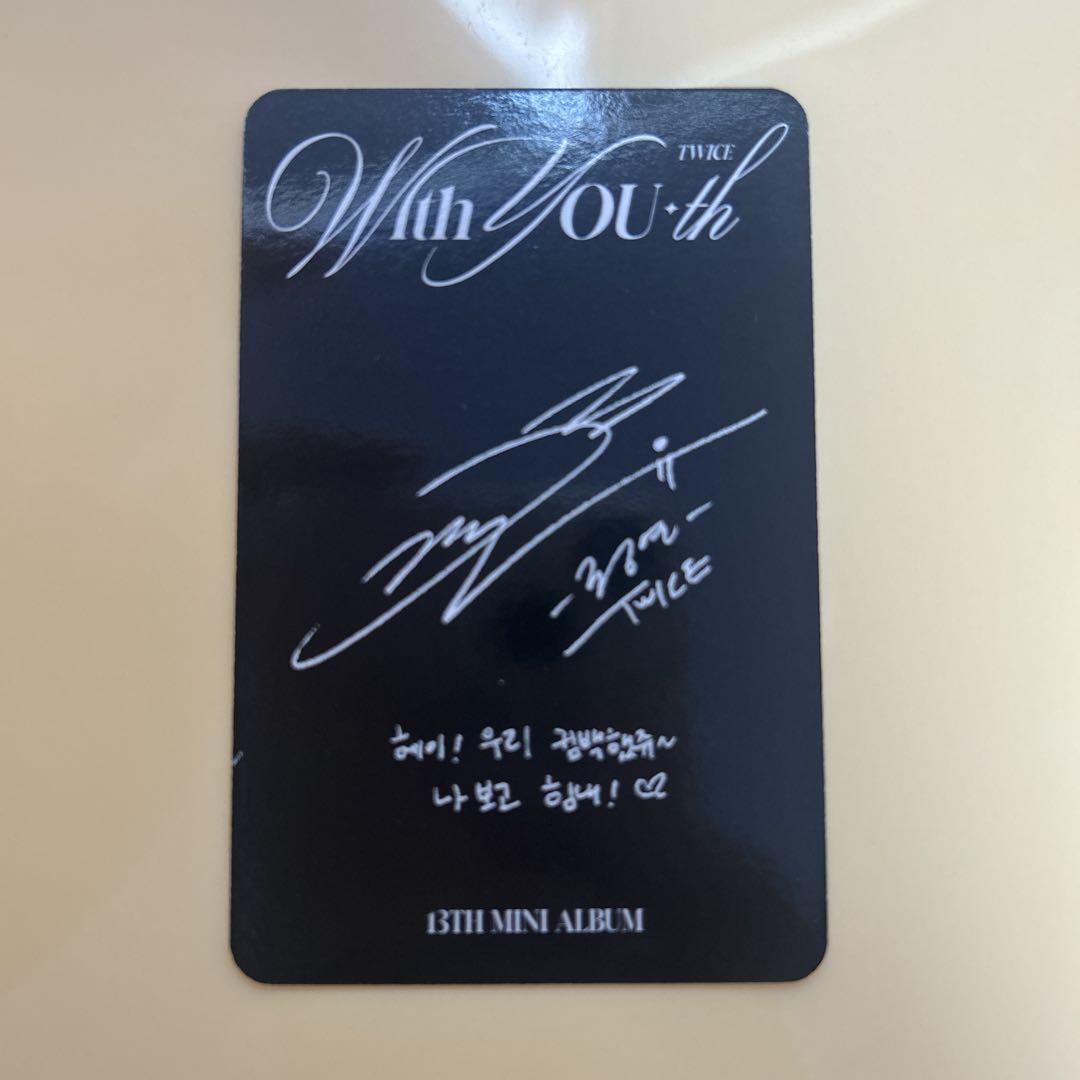 TWICE
With YOU-th
-정연-
TWICE
헤이! 우리 컴백했쥬~
나 보고 힘내! ♡
13TH MINI ALBUM